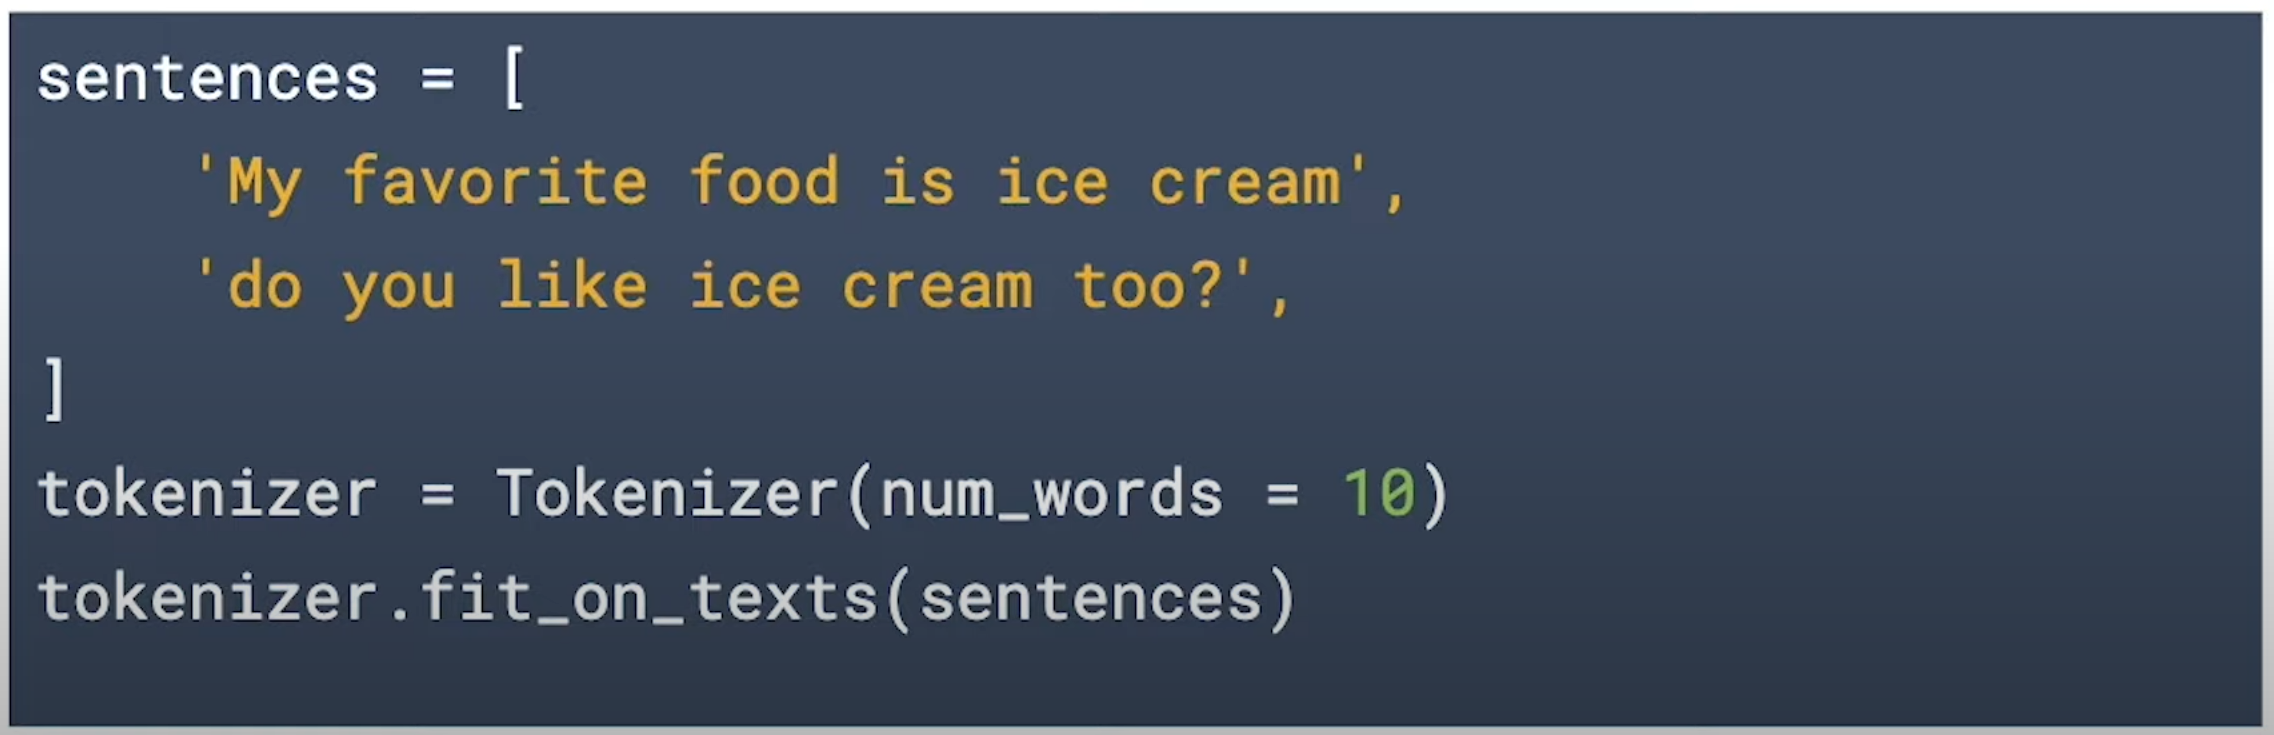 sentences = [
    'My favorite food is ice cream',
    'do you like ice cream too?',
]
tokenizer = Tokenizer(num_words = 10)
tokenizer.fit_on_texts(sentences)